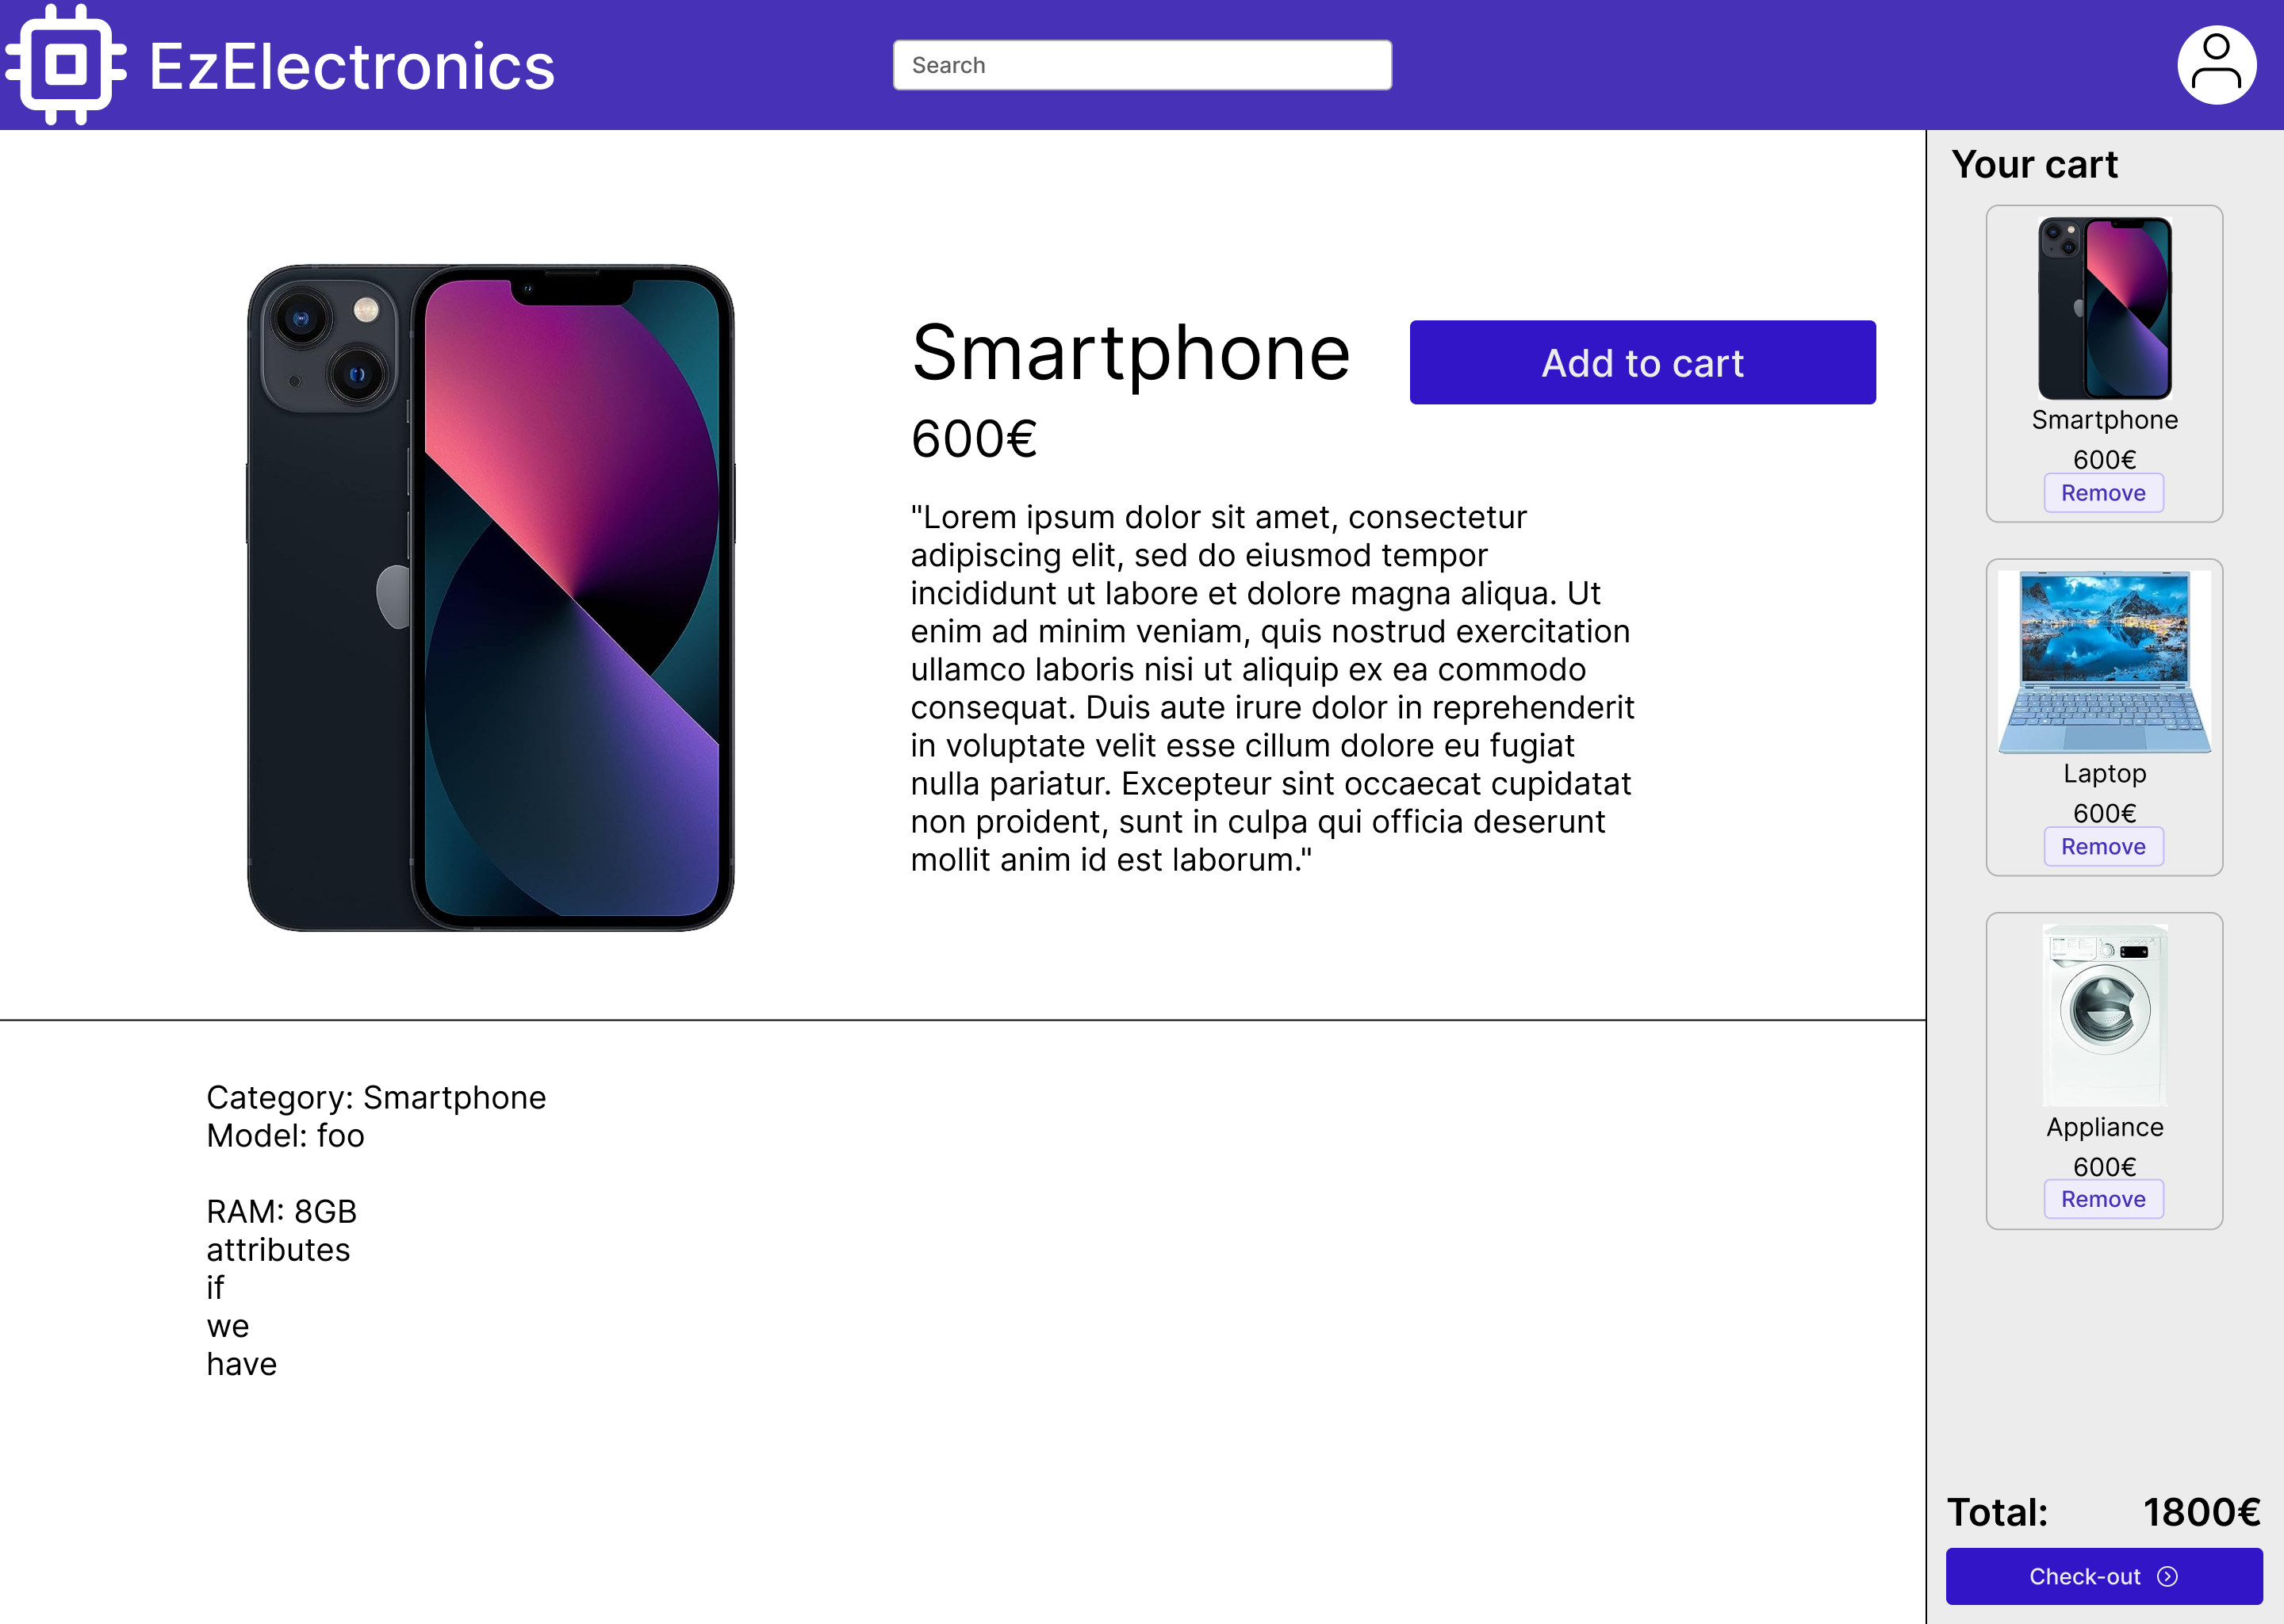 EzElectronics
Search
Smartphone
Add to cart
600€
"Lorem ipsum dolor sit amet, consectetur
adipiscing elit, sed do eiusmod tempor
incididunt ut labore et dolore magna aliqua. Ut
enim ad minim veniam, quis nostrud exercitation
ullamco laboris nisi ut aliquip ex ea commodo
consequat. Duis aute irure dolor in reprehenderit
in voluptate velit esse cillum dolore eu fugiat
nulla pariatur. Excepteur sint occaecat cupidatat
non proident, sunt in culpa qui officia deserunt
mollit anim id est laborum."
Category: Smartphone
Model: foo
RAM: 8GB
attributes
if
we
have
Your cart
Smartphone
600€
Remove
Laptop
600€
Remove
Appliance
600€
Remove
Total: 1800€
Check-out